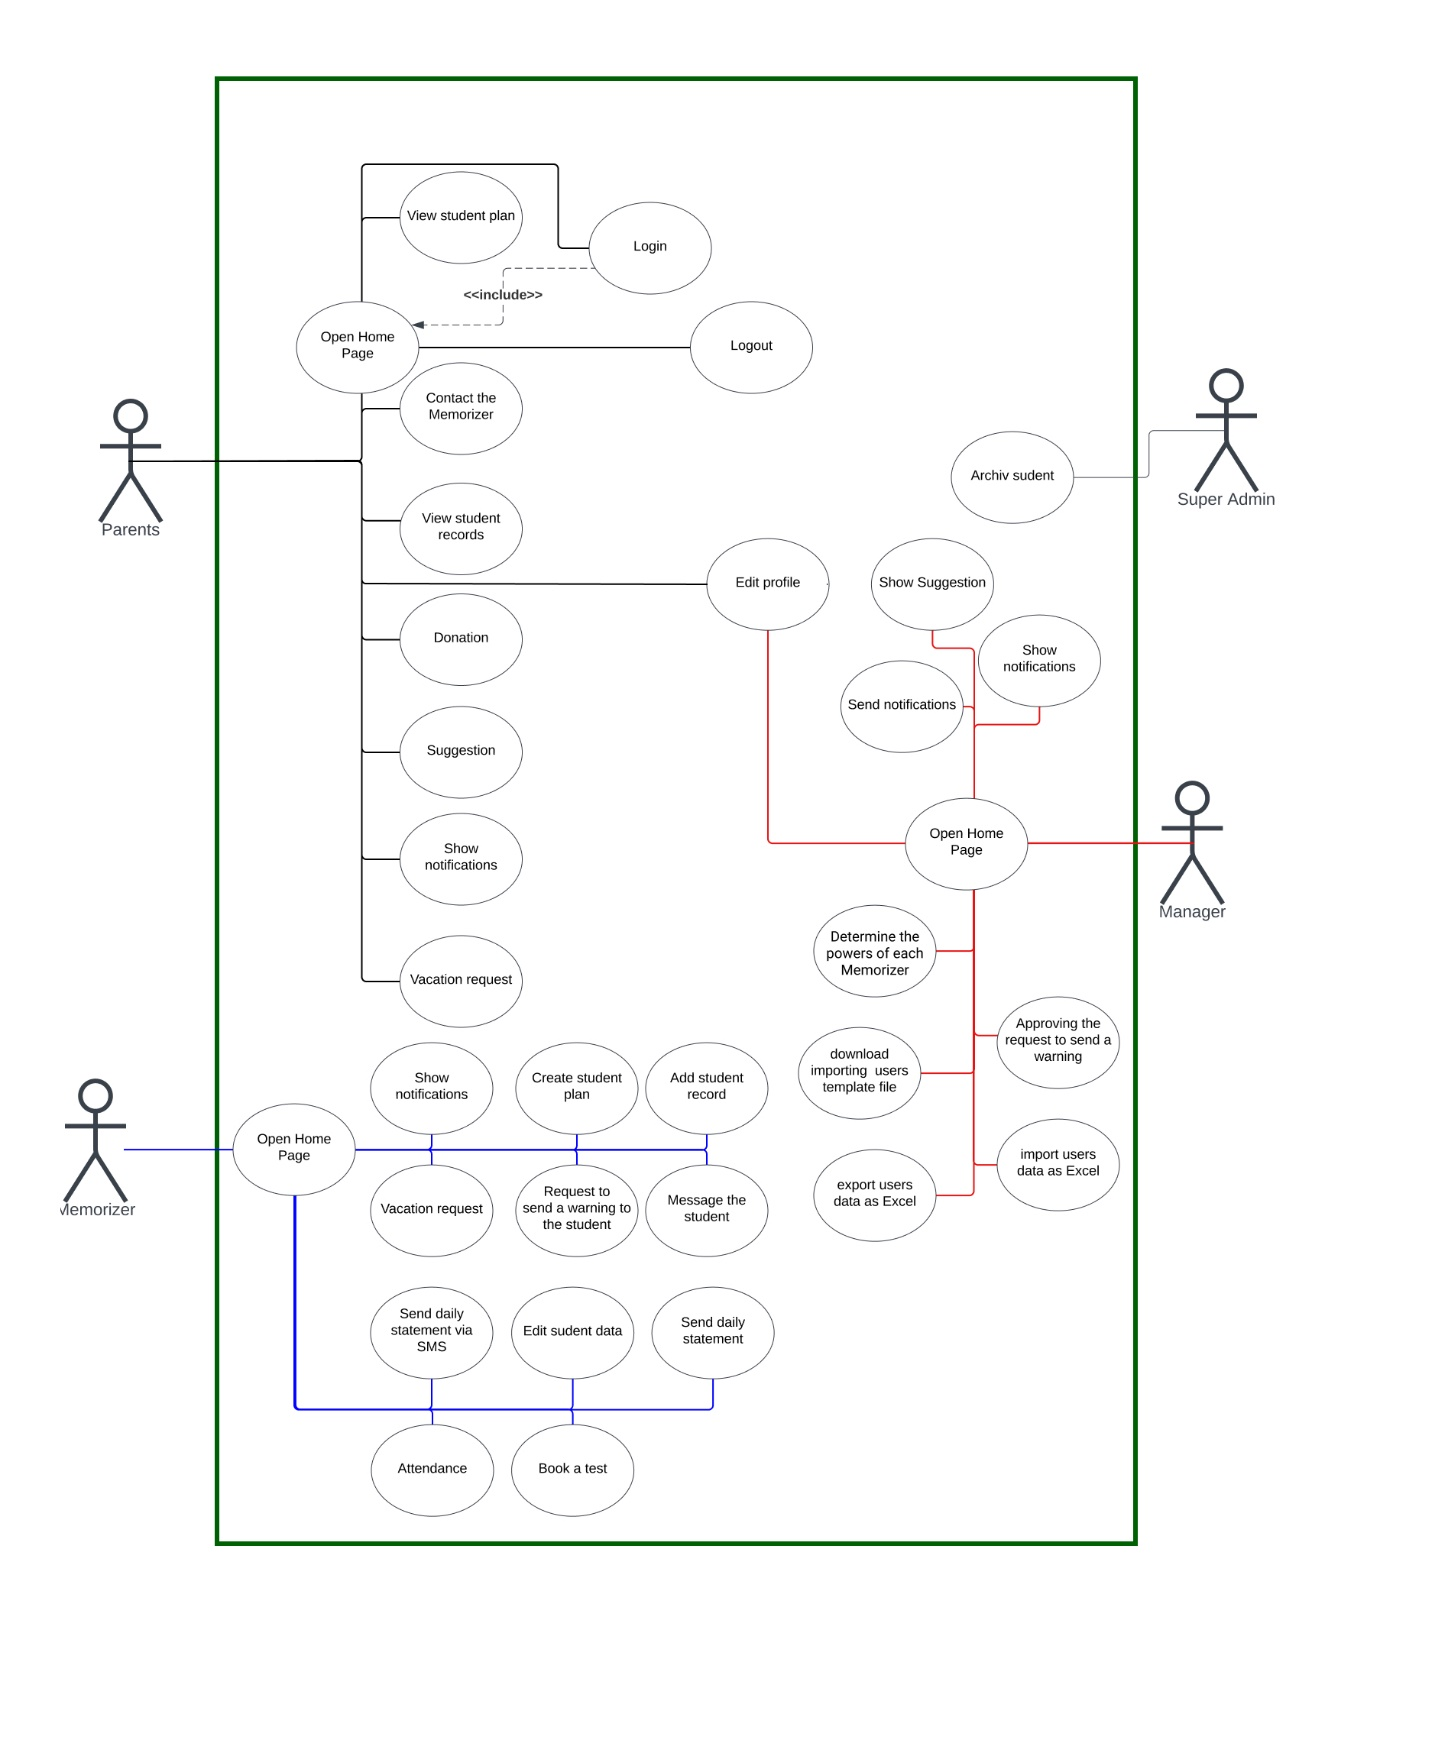 View student plan
Login
<<include>>
Open Home
Page
Logout
Contact the
Memorizer
Parents
Archiv sudent
Super Admin
View student
records
Edit profile
Show Suggestion
Donation
Show
notifications
Send notifications
Suggestion
Open Home
Page
Show
notifications
Manager
Determine the
powers of each
Memorizer
Vacation request
Approving the
request to send a
warning
download
importing users
template file
Show
notifications
Create student
plan
Add student
record
Open Home
Page
import users
data as Excel
Memorizer
Vacation request
Request to
send a warning to
the student
Message the
student
export users
data as Excel
Send daily
statement via
SMS
Edit sudent data
Send daily
statement
Attendance
Book a test